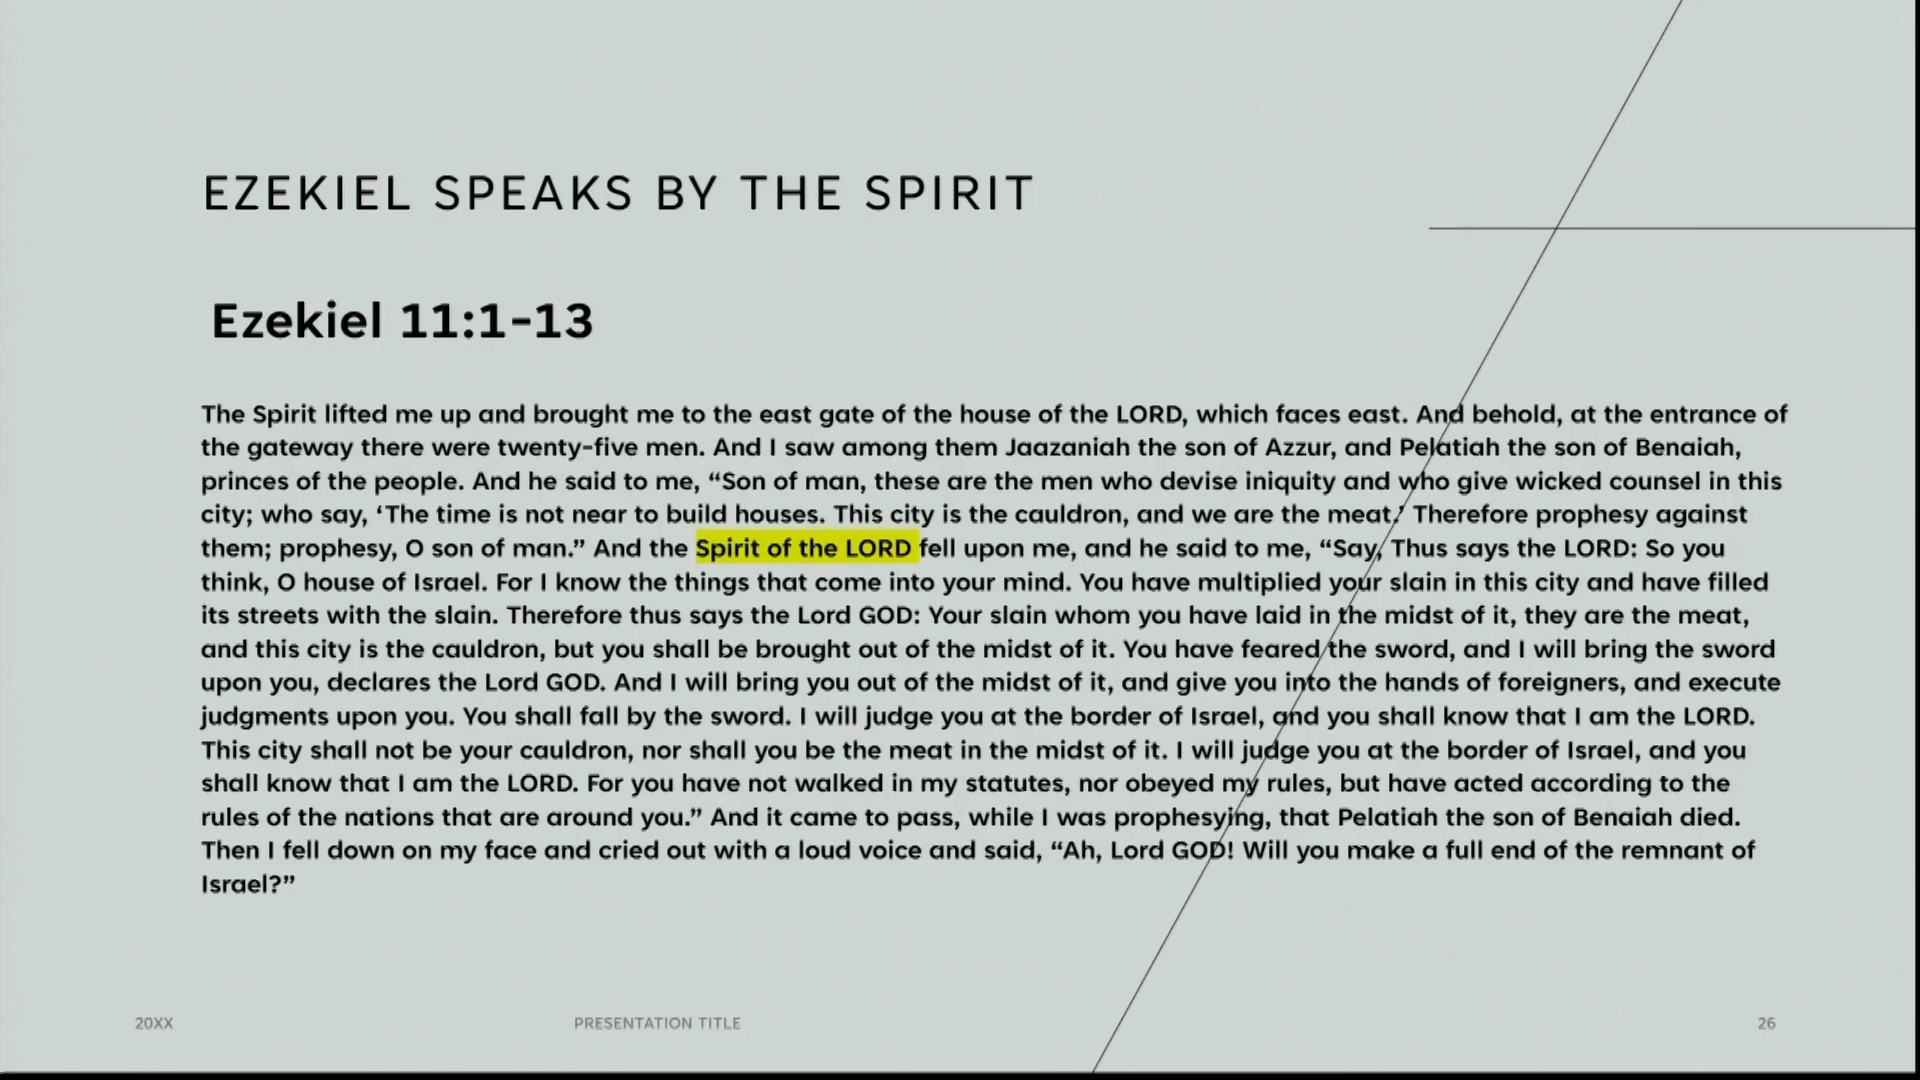 EZEKIEL SPEAKS BY THE SPIRIT
Ezekiel 11:1-13
The Spirit lifted me up and brought me to the east gate of the house of the LORD, which faces east. And behold, at the entrance of
the gateway there were twenty-five men. And I saw among them Jaazaniah the son of Azzur, and Pelatiah the son of Benaiah,
princes of the people. And he said to me, “Son of man, these are the men who devise iniquity and who give wicked counsel in this
city; who say, ‘The time is not near to build houses. This city is the cauldron, and we are the meat.’ Therefore prophesy against
them; prophesy, O son of man.” And the Spirit of the LORD fell upon me, and he said to me, “Say, Thus says the LORD: So you
think, O house of Israel. For I know the things that come into your mind. You have multiplied your slain in this city and have filled
its streets with the slain. Therefore thus says the Lord GOD: Your slain whom you have laid in the midst of it, they are the meat,
and this city is the cauldron, but you shall be brought out of the midst of it. You have feared the sword, and I will bring the sword
upon you, declares the Lord GOD. And I will bring you out of the midst of it, and give you into the hands of foreigners, and execute
judgments upon you. You shall fall by the sword. I will judge you at the border of Israel, and you shall know that I am the LORD.
This city shall not be your cauldron, nor shall you be the meat in the midst of it. I will judge you at the border of Israel, and you
shall know that I am the LORD. For you have not walked in my statutes, nor obeyed my rules, but have acted according to the
rules of the nations that are around you.” And it came to pass, while I was prophesying, that Pelatiah the son of Benaiah died.
Then I fell down on my face and cried out with a loud voice and said, “Ah, Lord GOD! Will you make a full end of the remnant of
Israel?”
20XX
PRESENTATION TITLE
26